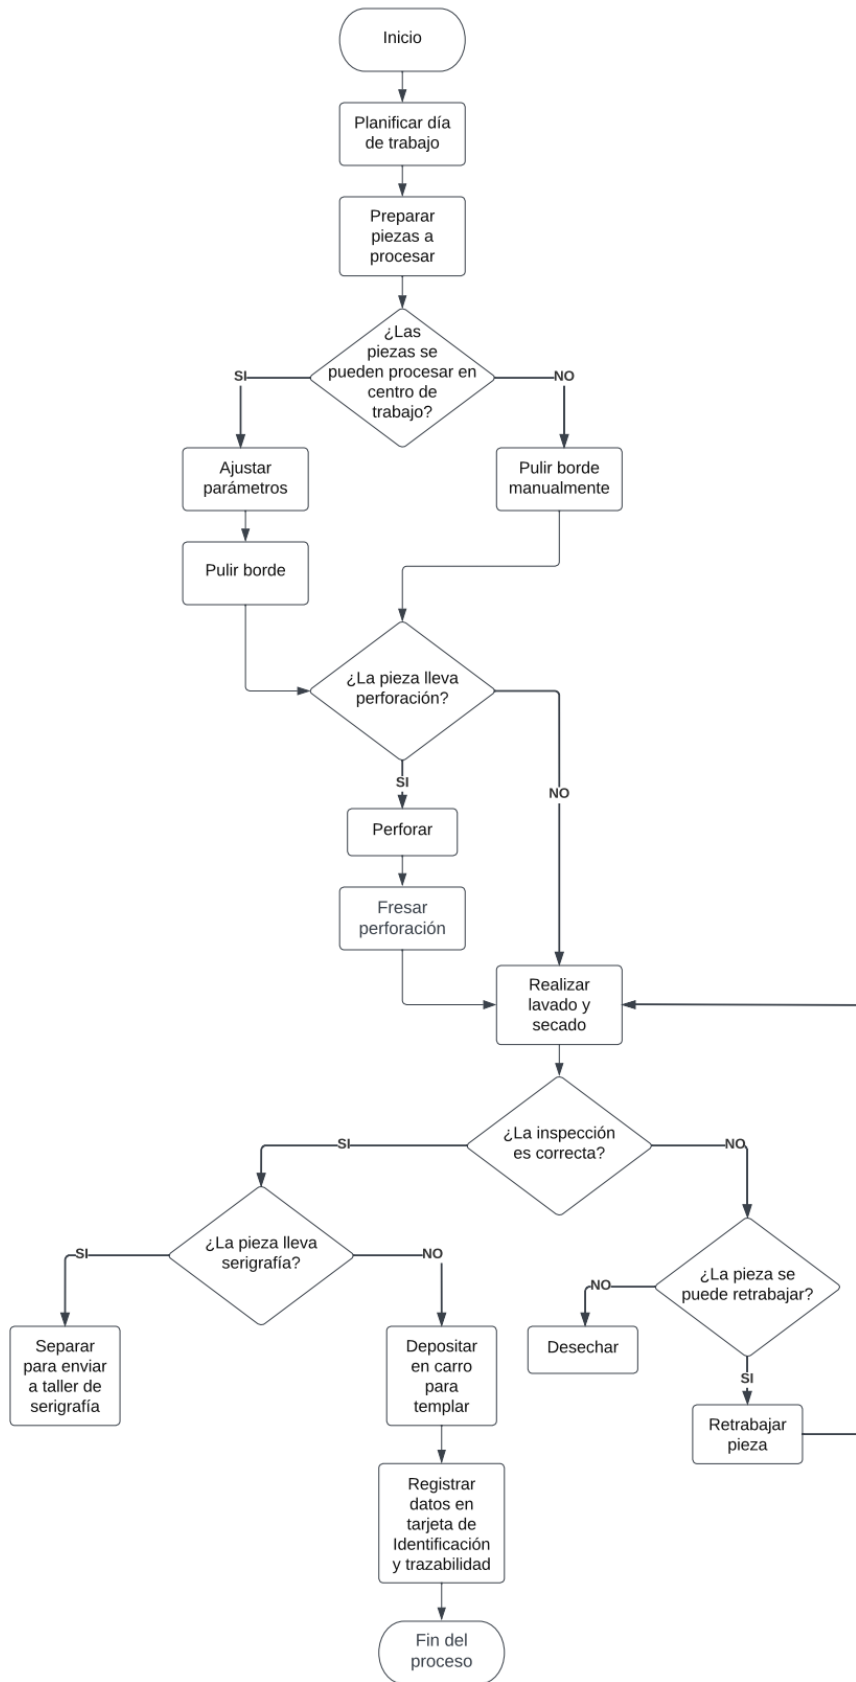 Inicio
Planificar día
de trabajo
Preparar
piezas a
procesar
¿Las
piezas se
pueden procesar en
centro de
trabajo?
SI
NO
Ajustar
parámetros
Pulir borde
manualmente
Pulir borde
¿La pieza lleva
perforación?
SI
NO
Perforar
Fresar
perforación
Realizar
lavado y
secado
¿La inspección
es correcta?
SI
NO
¿La pieza lleva
serigrafía?
SI
NO
¿La pieza se
puede retrabajar?
NO
SI
Separar
para enviar
a taller de
serigrafía
Depositar
en carro
para
templar
Desechar
Retrabajar
pieza
Registrar
datos en
tarjeta de
Identificación
y trazabilidad
Fin del
proceso